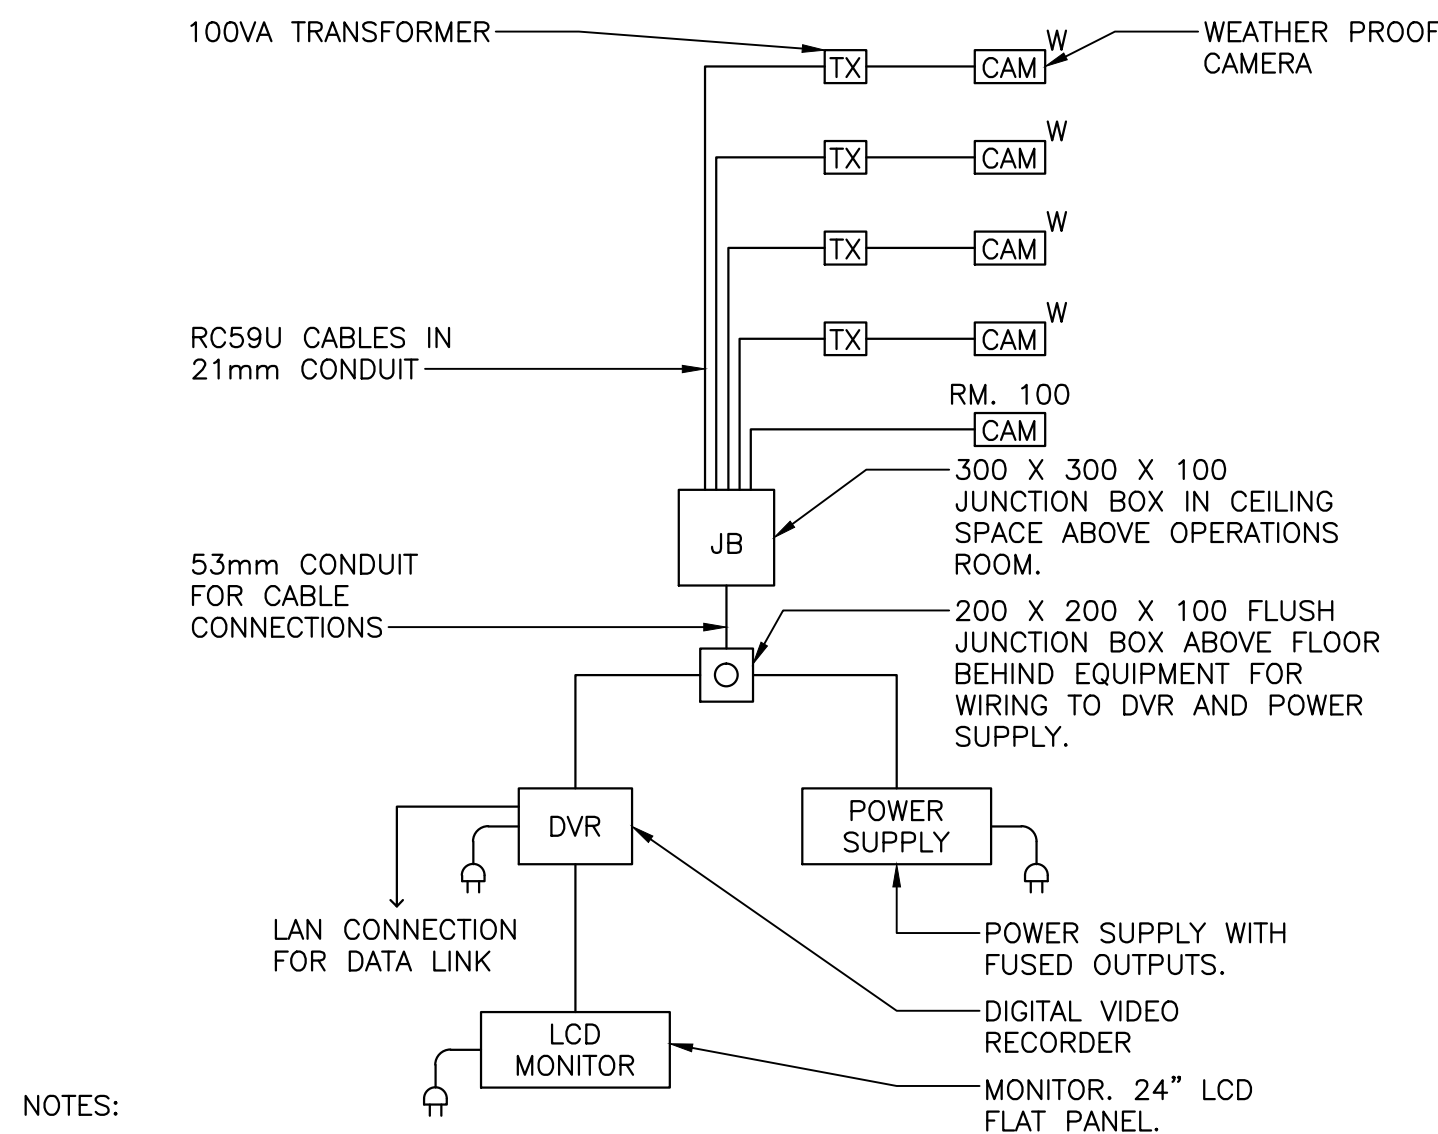 100VA TRANSFORMER
TX
CAM
W
WEATHER PROOF
CAMERA
TX
CAM
W
TX
CAM
W
TX
CAM
W
RC59U CABLES IN
21mm CONDUIT
RM. 100
CAM
300 X 300 X 100
JUNCTION BOX IN CEILING
SPACE ABOVE OPERATIONS
ROOM.
JB
53mm CONDUIT
FOR CABLE
CONNECTIONS
200 X 200 X 100 FLUSH
JUNCTION BOX ABOVE FLOOR
BEHIND EQUIPMENT FOR
WIRING TO DVR AND POWER
SUPPLY.
DVR
POWER
SUPPLY
LAN CONNECTION
FOR DATA LINK
POWER SUPPLY WITH
FUSED OUTPUTS.
DIGITAL VIDEO
RECORDER
LCD
MONITOR
MONITOR. 24" LCD
FLAT PANEL.
NOTES: